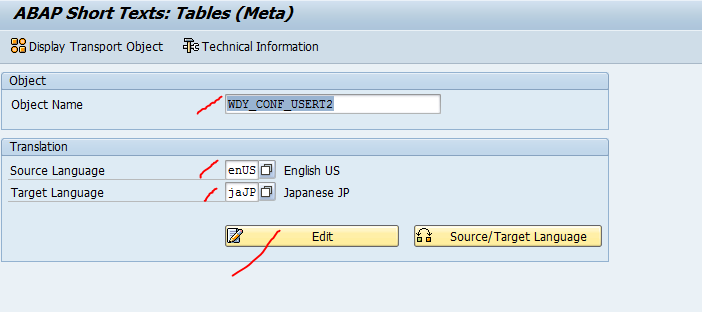 ABAP Short Texts: Tables (Meta)
Display Transport Object Technical Information
Object
Object Name WDY_CONF_USERT2
Translation
Source Language enUS English US
Target Language jaJP Japanese JP
Edit Source/Target Language